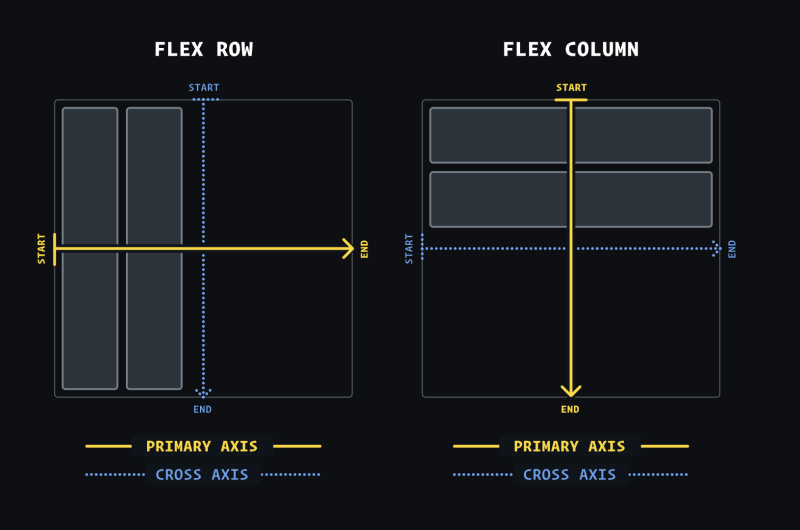 FLEX ROW
START
START
END
END
PRIMARY AXIS
CROSS AXIS
FLEX COLUMN
START
START
END
END
PRIMARY AXIS
CROSS AXIS